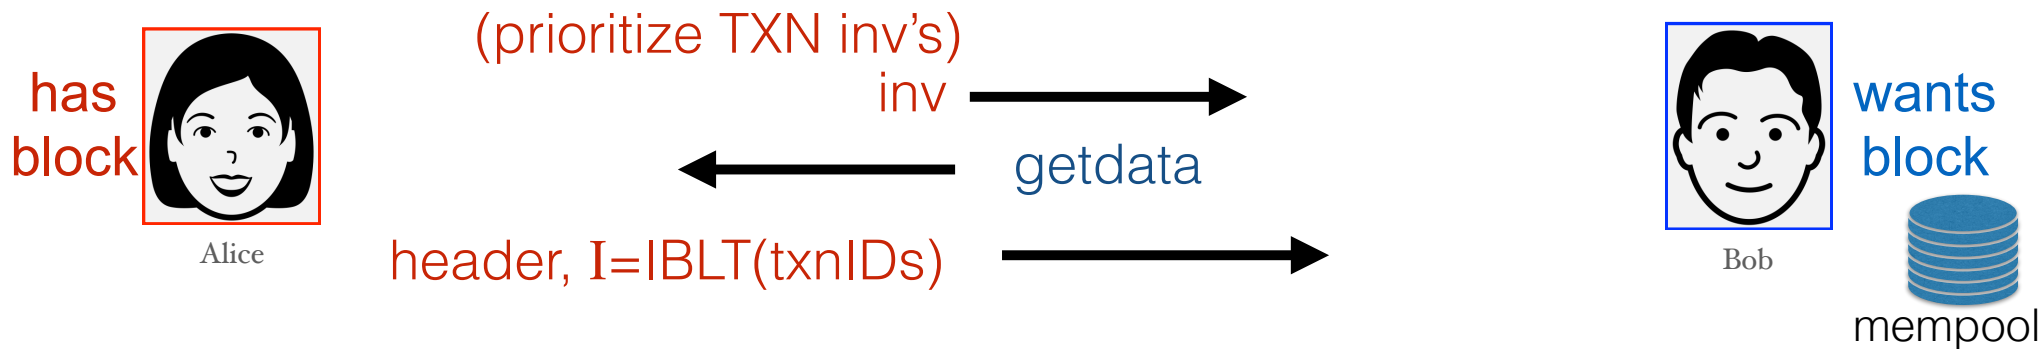 has
block
Alice
(prioritize TXN inv’s)
inv
getdata
header, I=IBLT(txnIDs)
wants
block
Bob
mempool